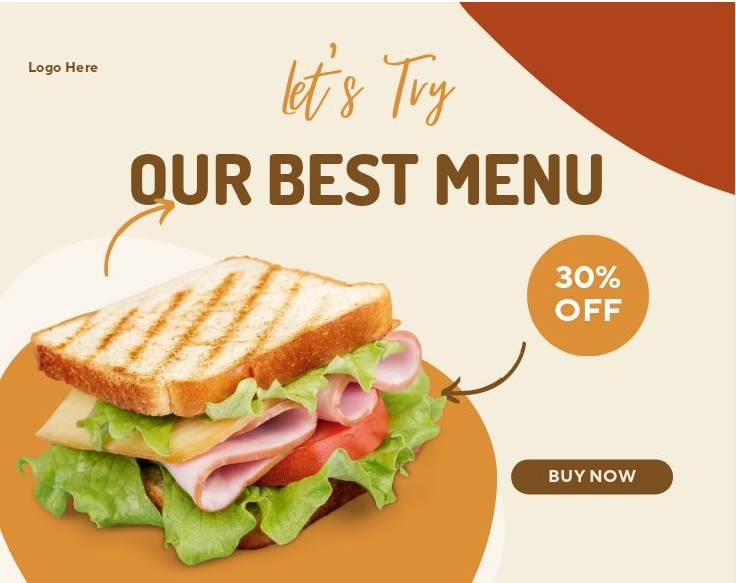 Logo Here
let's Try
OUR BEST MENU
30%
OFF
BUY NOW